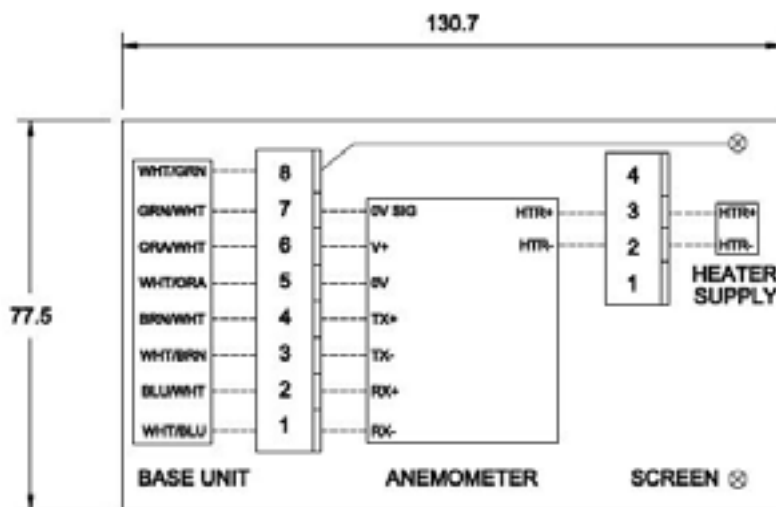 130.7
77.5
WHT/GRN 8
GRN/WHT 7 0V SIG HTR+ 3 HTR+
ORA/WHT 6 V+ HTR- 2 HTR-
WHT/ORA 5 0V 1
BRN/WHT 4 TX+
WHT/BRN 3 TX-
BLU/WHT 2 RX+
WHT/BLU 1 RX-
4
HEATER
SUPPLY
BASE UNIT ANEMOMETER SCREEN